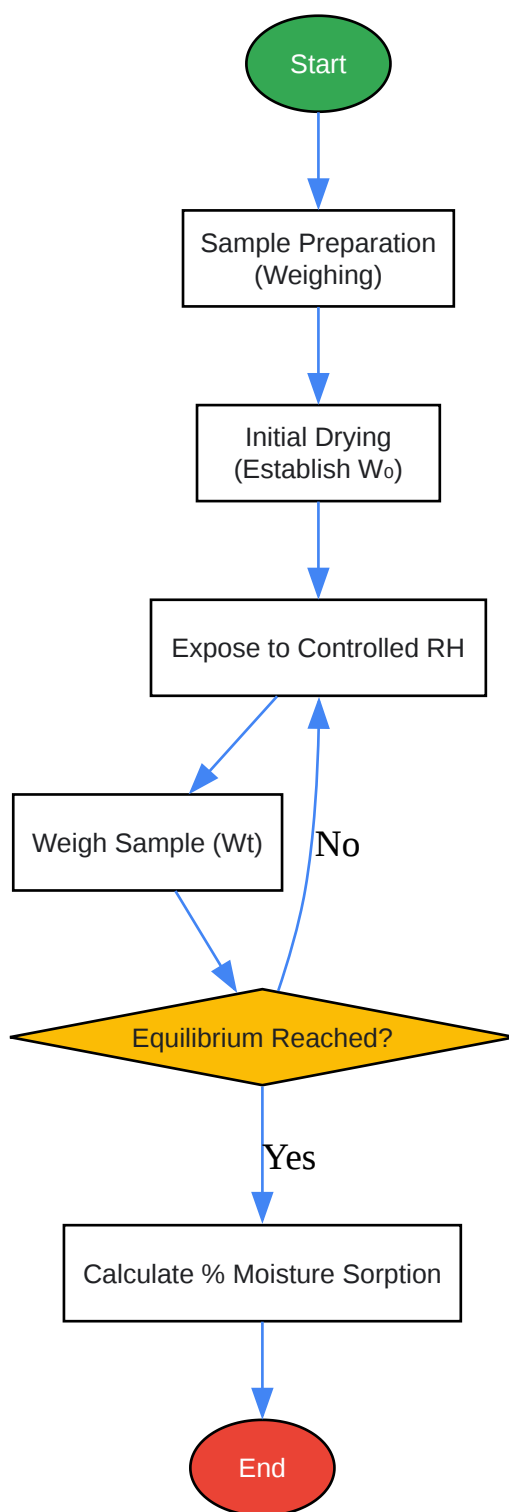 Start
Sample Preparation
(Weighing)
Initial Drying
(Establish W₀)
Expose to Controlled RH
Weigh Sample (Wt)
No
Equilibrium Reached?
Yes
Calculate % Moisture Sorption
End